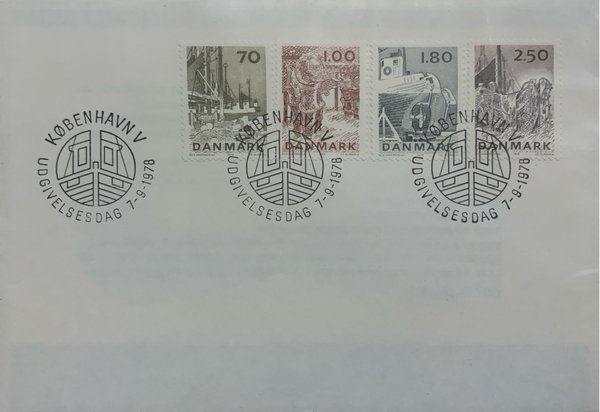 70
DANMARK
1.00
DANMARK
1.80
DANMARK
2.50
DANMARK
KØBENHAVN V
UDGIVELSESDAG 7-9-1978
KØBENHAVN V
UDGIVELSESDAG 7-9-1978
KØBENHAVN V
UDGIVELSESDAG 7-9-1978